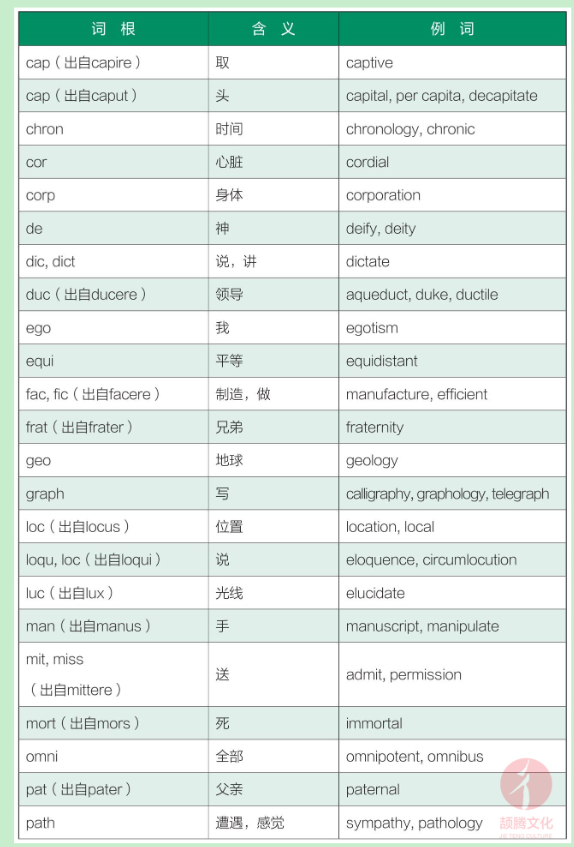 词 根 含 义 例 词
cap（出自capire） 取 captive
cap（出自caput） 头 capital, per capita, decapitate
chron 时间 chronology, chronic
cor 心脏 cordial
corp 身体 corporation
de 神 deify, deity
dic, dict 说，讲 dictate
duc（出自ducere） 领导 aqueduct, duke, ductile
ego 我 egotism
equi 平等 equidistant
fac, fic（出自facere） 制造，做 manufacture, efficient
frat（出自frater） 兄弟 fraternity
geo 地球 geology
graph 写 calligraphy, graphology, telegraph
loc（出自locus） 位置 location, local
loqu, loc（出自loqui） 说 eloquence, circumlocution
luc（出自lux） 光线 elucidate
man（出自manus） 手 manuscript, manipulate
mit, miss
（出自mittere） 送 admit, permission
mort（出自mors） 死 immortal
omni 全部 omnipotent, omnibus
pat（出自pater） 父亲 paternal
path 遭遇，感觉 sympathy, pathology
颉腾文化